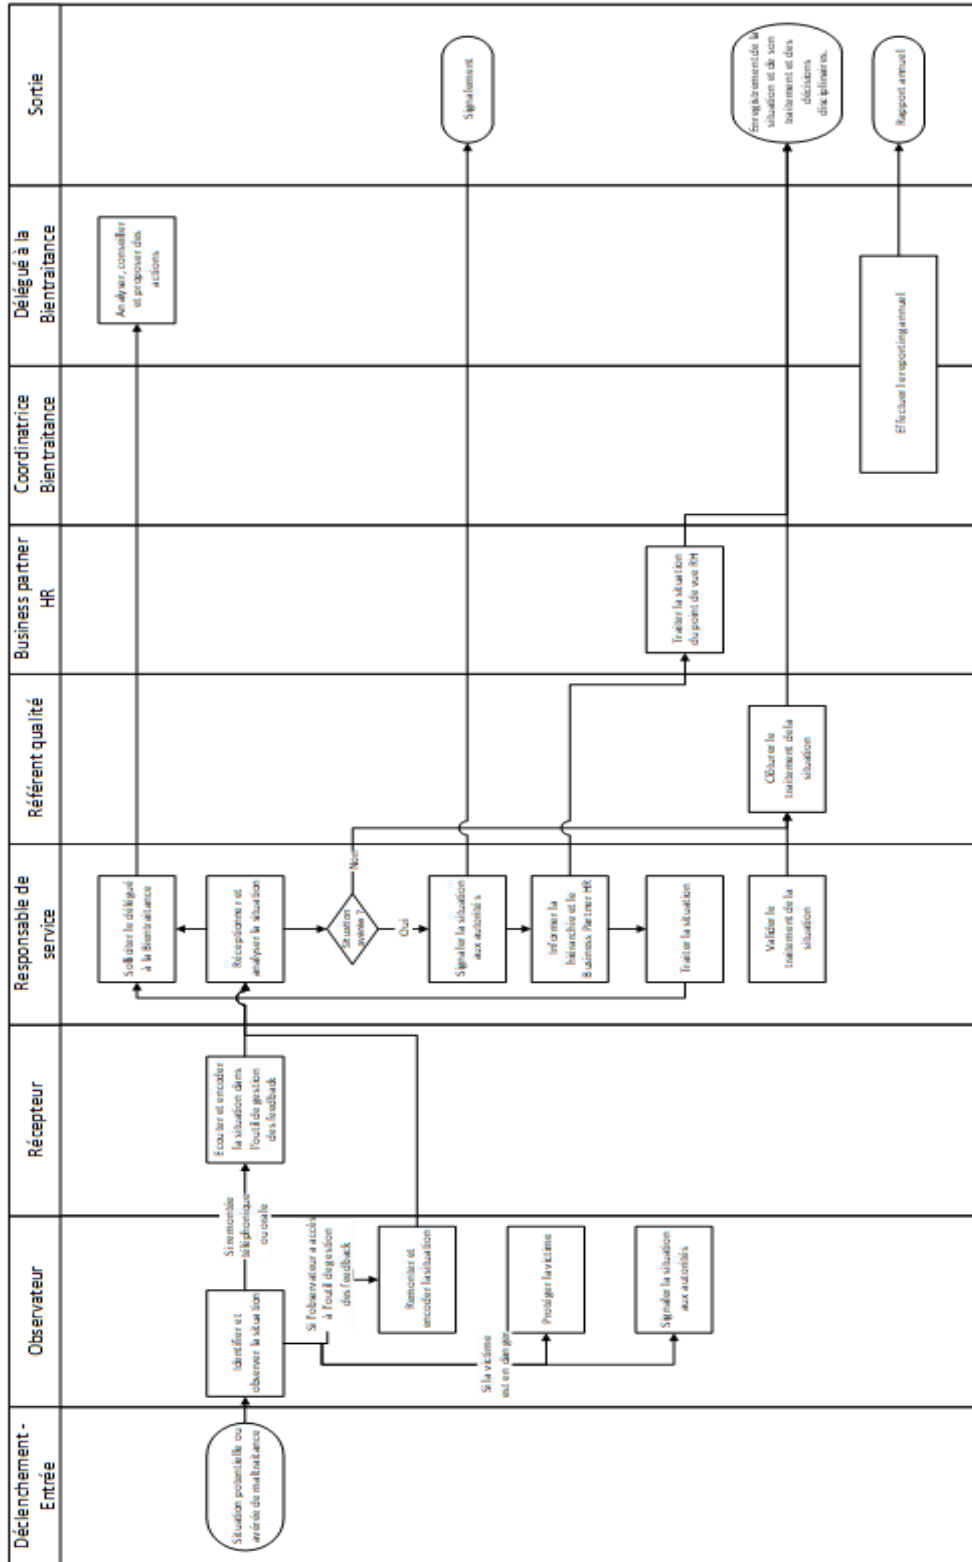 Déclenchement -
Entrée
Observateur
Récepteur
Responsable de
service
Référent qualité
Business partner
HR
Coordinatrice
Bientraitance
Délégué à la
Bientraitance
Sortie
Situation potentielle ou
avérée de maltraitance
Identifier et
observer la situation
Si remontée
téléphonique
ou orale
Si l'observateur a accès
à l'outil de gestion
des feedback
Remonter et
encoder la situation
Si la victime
est en danger
Protéger la victime
Signaler la situation
aux autorités
Ecouter et encoder
la situation dans
l'outil de gestion
des feedback
Solliciter le délégué
à la Bientraitance
Réceptionner et
analyser la situation
Situation
avérée ?
Non
Oui
Signaler la situation
aux autorités
Informer la
hiérarchie et le
Business Partner HR
Traiter la situation
Valider le
traitement de la
situation
Clôturer le
traitement de la
situation
Traiter la situation
du point de vue RH
Effectuer le reporting annuel
Analyser, conseiller
et proposer des
actions
Signalement
Enregistrement de la
situation et de son
traitement et des
décisions
disciplinaires.
Rapport annuel